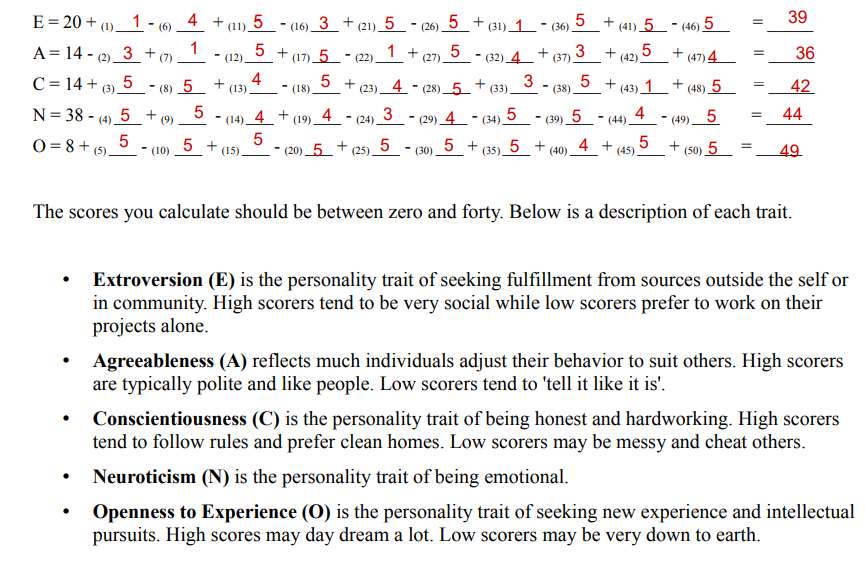 E = 20 + (1) 1 - (6) 4 + (11) 5 - (16) 3 + (21) 5 - (26) 5 + (31) 1 - (36) 5 + (41) 5 - (46) 5 = 39
A = 14 - (2) 3 + (7) 1 - (12) 5 + (17) 5 - (22) 1 + (27) 5 - (32) 4 + (37) 3 + (42) 5 + (47) 4 = 36
C = 14 + (3) 5 - (8) 5 + (13) 4 - (18) 5 + (23) 4 - (28) 5 + (33) 3 - (38) 5 + (43) 1 + (48) 5 = 42
N = 38 - (4) 5 + (9) 5 - (14) 4 + (19) 4 - (24) 3 - (29) 4 - (34) 5 - (39) 5 - (44) 4 - (49) 5 = 44
O = 8 + (5) 5 - (10) 5 + (15) 5 - (20) 5 + (25) 5 - (30) 5 + (35) 5 + (40) 4 + (45) 5 + (50) 5 = 49
The scores you calculate should be between zero and forty. Below is a description of each trait.
• Extroversion (E) is the personality trait of seeking fulfillment from sources outside the self or
in community. High scorers tend to be very social while low scorers prefer to work on their
projects alone.
• Agreeableness (A) reflects much individuals adjust their behavior to suit others. High scorers
are typically polite and like people. Low scorers tend to 'tell it like it is'.
• Conscientiousness (C) is the personality trait of being honest and hardworking. High scorers
tend to follow rules and prefer clean homes. Low scorers may be messy and cheat others.
• Neuroticism (N) is the personality trait of being emotional.
• Openness to Experience (O) is the personality trait of seeking new experience and intellectual
pursuits. High scores may day dream a lot. Low scorers may be very down to earth.